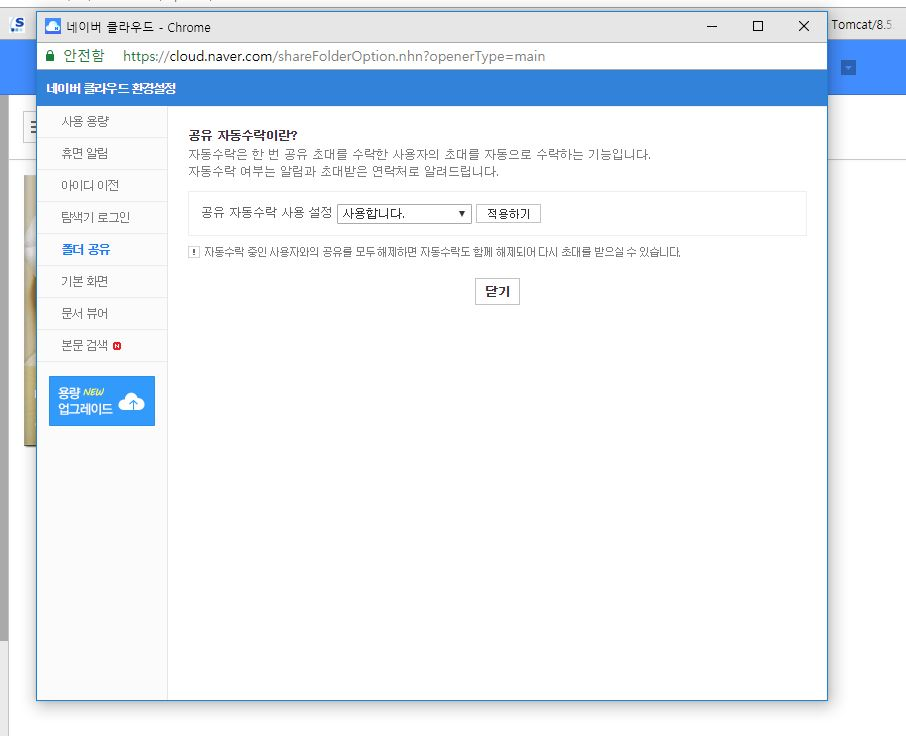 네이버 클라우드 - Chrome
Tomcat/8.5.
안전함 https://cloud.naver.com/shareFolderOption.nhn?openerType=main
네이버 클라우드 환경설정
사용 용량
휴면 알림
아이디 이전
탐색기 로그인
폴더 공유
기본 화면
문서 뷰어
본문 검색 N
용량 NEW
업그레이드
공유 자동수락이란?
자동수락은 한 번 공유 초대를 수락한 사용자의 초대를 자동으로 수락하는 기능입니다.
자동수락 여부는 알림과 초대받은 연락처로 알려드립니다.
공유 자동수락 사용 설정 사용합니다. 적용하기
! 자동수락 중인 사용자와의 공유를 모두 해제하면 자동수락도 함께 해제되어 다시 초대를 받으실 수 있습니다.
닫기